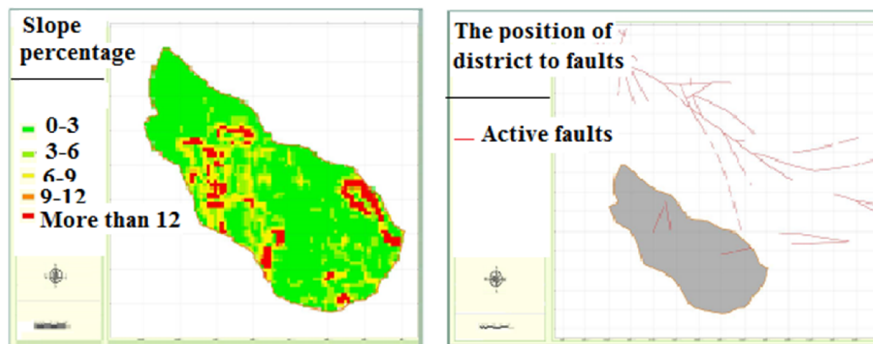 Slope
percentage
0-3
3-6
6-9
9-12
More than 12
The position of
district to faults
Active faults